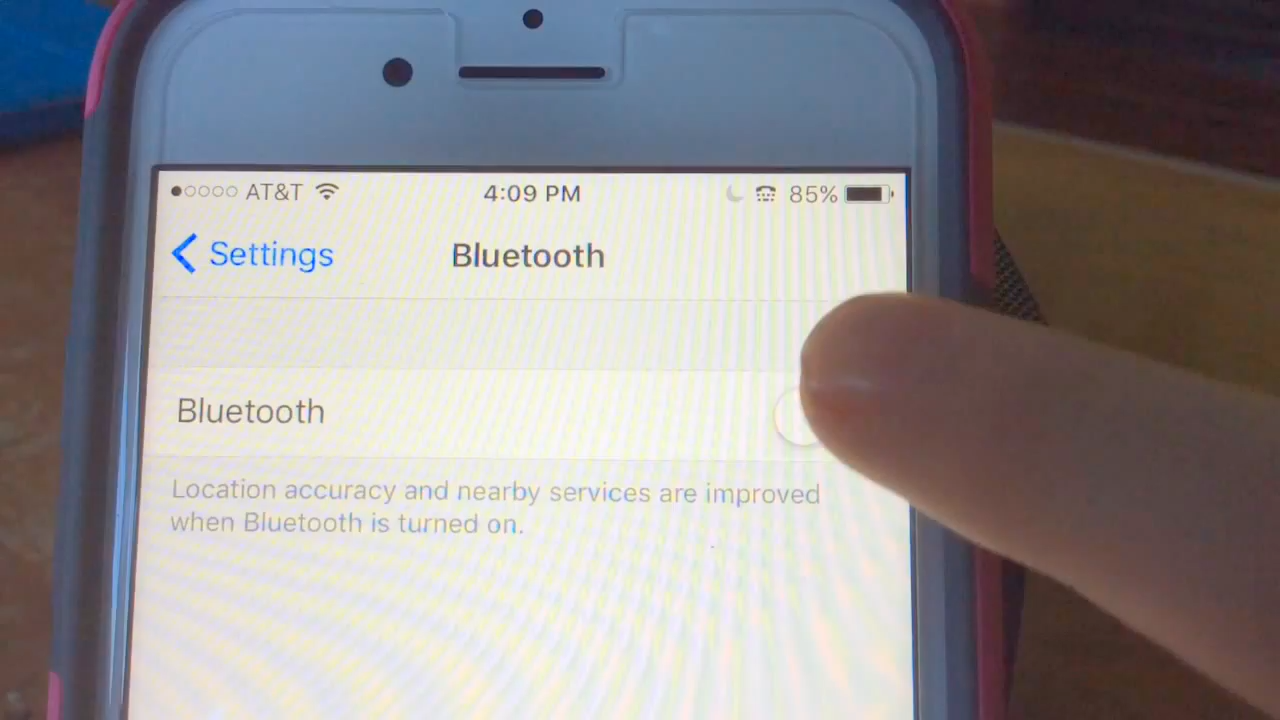 AT&T 4:09 PM 85%
Settings Bluetooth
Bluetooth
Location accuracy and nearby services are improved
when Bluetooth is turned on.